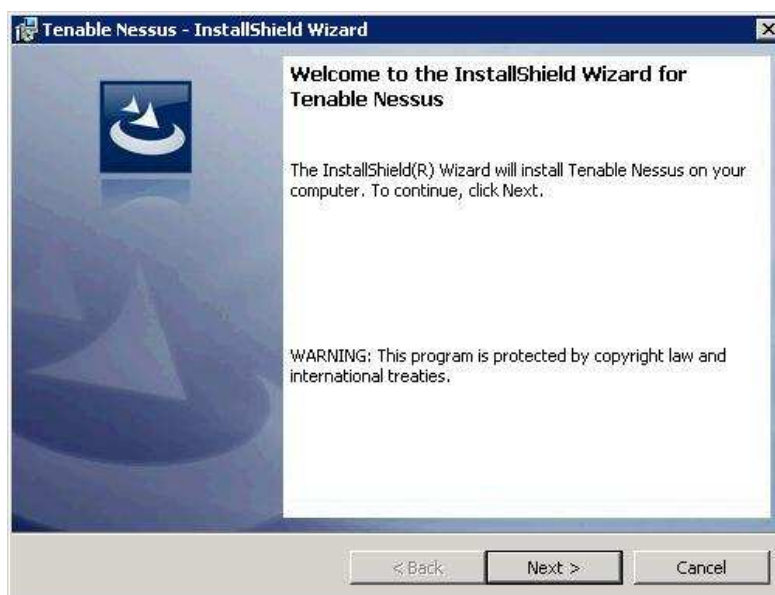 Tenable Nessus - InstallShield Wizard
Welcome to the InstallShield Wizard for
Tenable Nessus
The InstallShield(R) Wizard will install Tenable Nessus on your
computer. To continue, click Next.
WARNING: This program is protected by copyright law and
international treaties.
< Back
Next >
Cancel